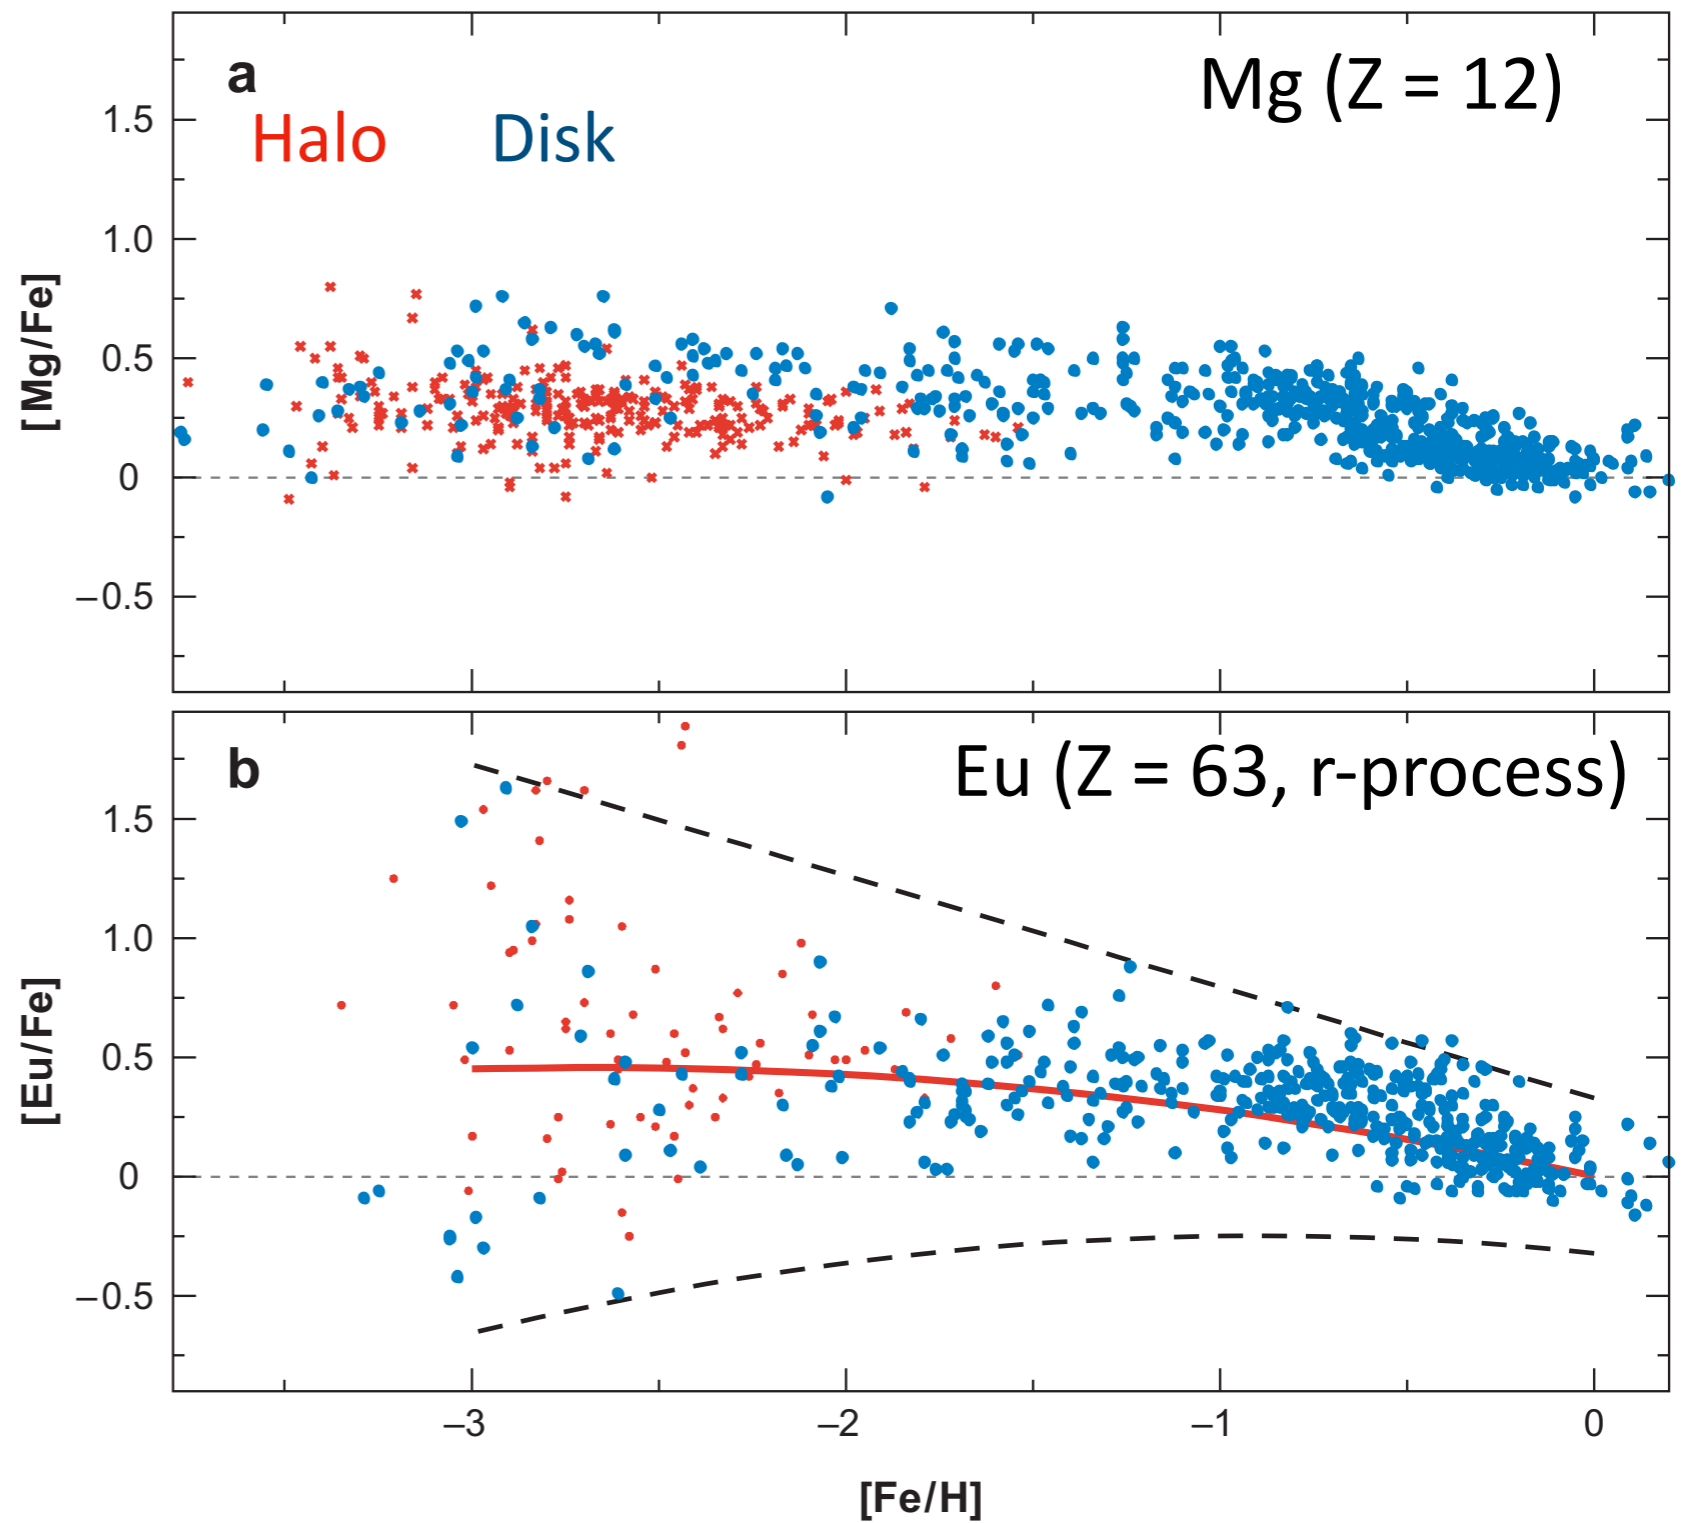 a
Mg (Z = 12)
Halo
Disk
1.5
1.0
0.5
0
–0.5
[Mg/Fe]
b
Eu (Z = 63, r-process)
1.5
1.0
0.5
0
–0.5
[Eu/Fe]
–3
–2
–1
0
[Fe/H]